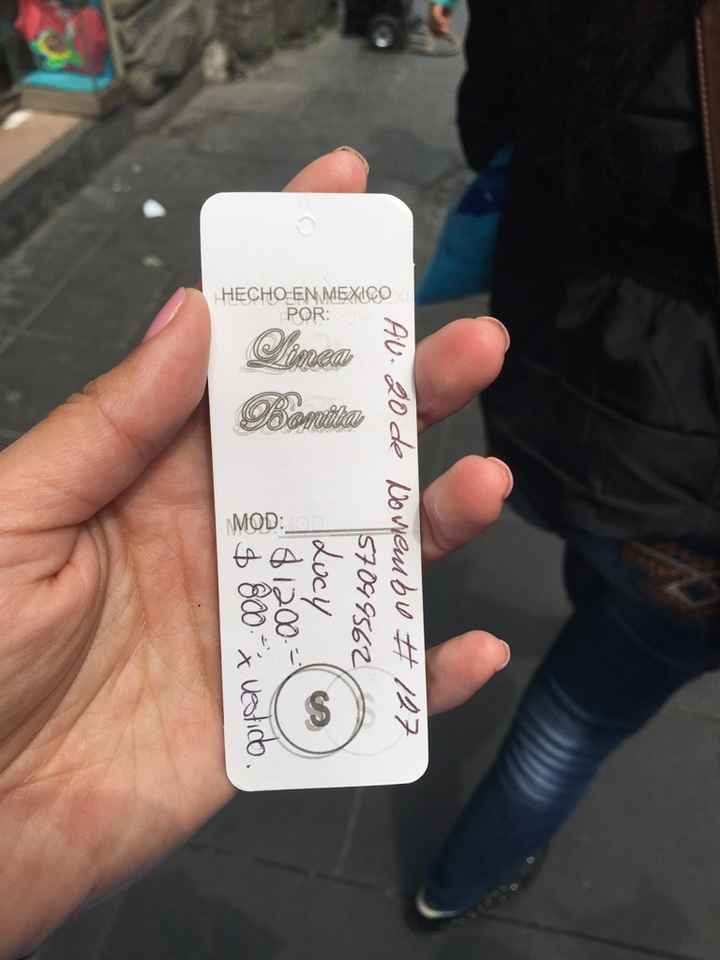 HECHO EN MEXICO
POR:
Linea
Bonita
MOD:
$
Av. 20 de Noviembre # 127
57099562
Lucy
$1200.=
$ 800.= x vestido.